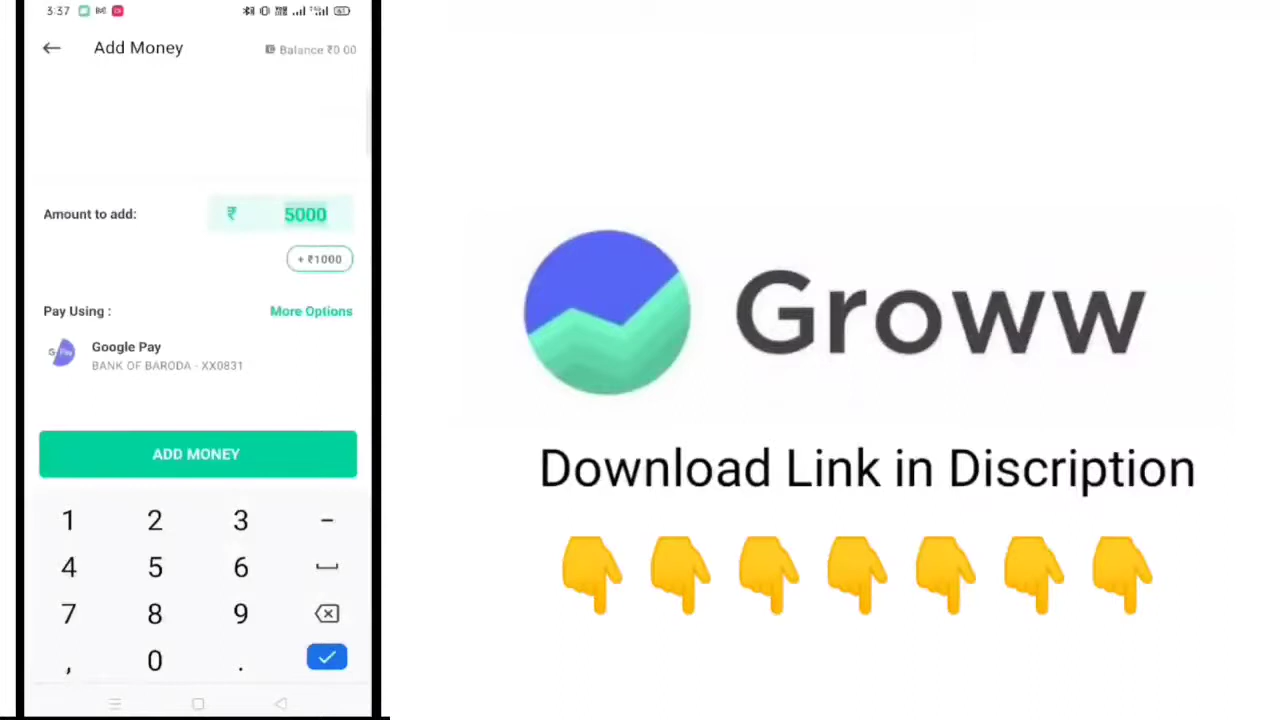 3:37
Add Money
Balance ₹0 00
Amount to add:
₹ 5000
+ ₹1000
Pay Using :
More Options
G Pay
Google Pay
BANK OF BARODA - XX0831
ADD MONEY
1 2 3 -
4 5 6
7 8 9
, 0 .
Groww
Download Link in Discription